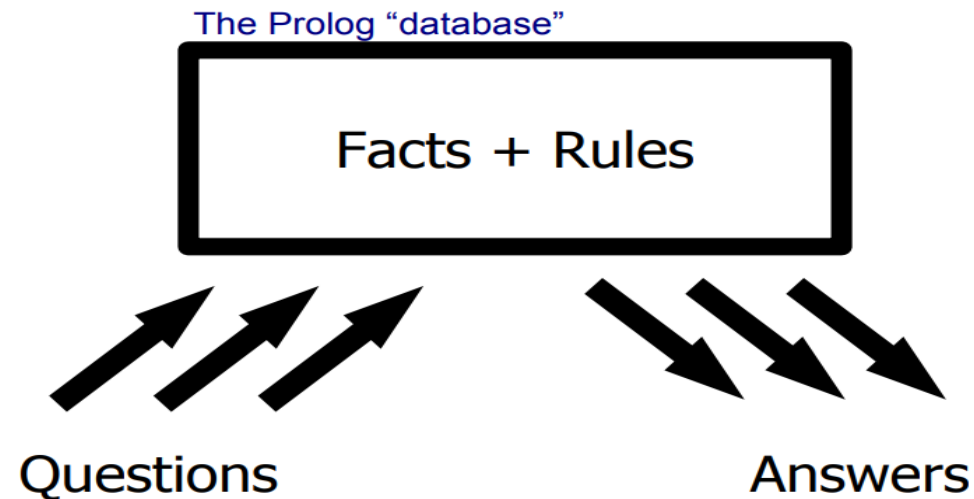 The Prolog “database”
Facts + Rules
Questions
Answers